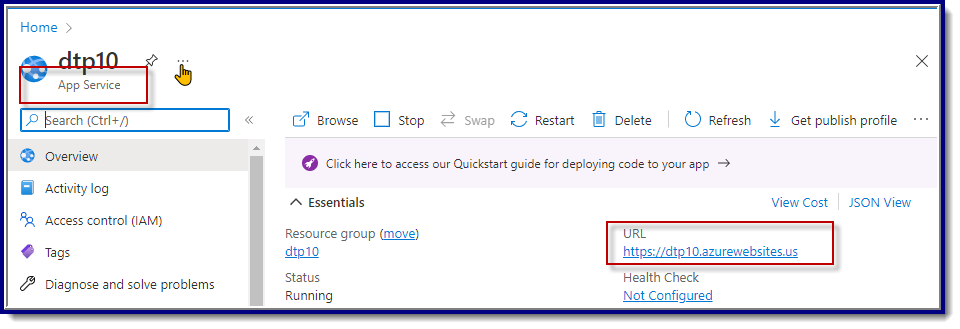 Home >
dtp10 ...
App Service
Search (Ctrl+/) «
Browse Stop Swap Restart Delete Refresh Get publish profile ...
Overview
Click here to access our Quickstart guide for deploying code to your app →
Activity log
Essentials View Cost JSON View
Access control (IAM)
Resource group (move) URL
Tags dtp10 https://dtp10.azurewebsites.us
Status Health Check
Diagnose and solve problems
Running Not Configured